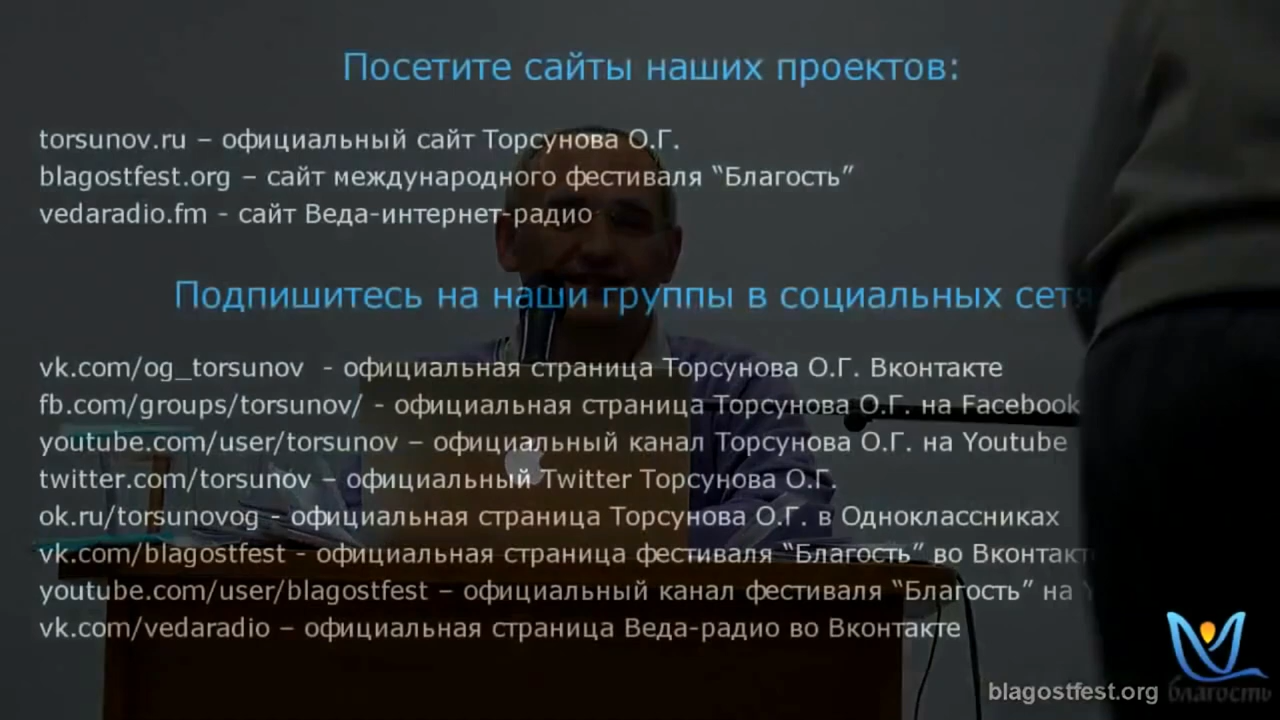 Посетите сайты наших проектов:
torsunov.ru – официальный сайт Торсунова О.Г.
blagostfest.org – сайт международного фестиваля “Благость”
vedaradio.fm - сайт Веда-интернет-радио
Подпишитесь на наши группы в социальных сетя
vk.com/og_torsunov - официальная страница Торсунова О.Г. Вконтакте
fb.com/groups/torsunov/ - официальная страница Торсунова О.Г. на Facebook
youtube.com/user/torsunov – официальный канал Торсунова О.Г. на Youtube
twitter.com/torsunov – официальный Twitter Торсунова О.Г.
ok.ru/torsunovog - официальная страница Торсунова О.Г. в Одноклассниках
vk.com/blagostfest - официальная страница фестиваля “Благость” во Вконтакт
youtube.com/user/blagostfest – официальный канал фестиваля “Благость” на
vk.com/vedaradio – официальная страница Веда-радио во Вконтакте
blagostfest.org благость